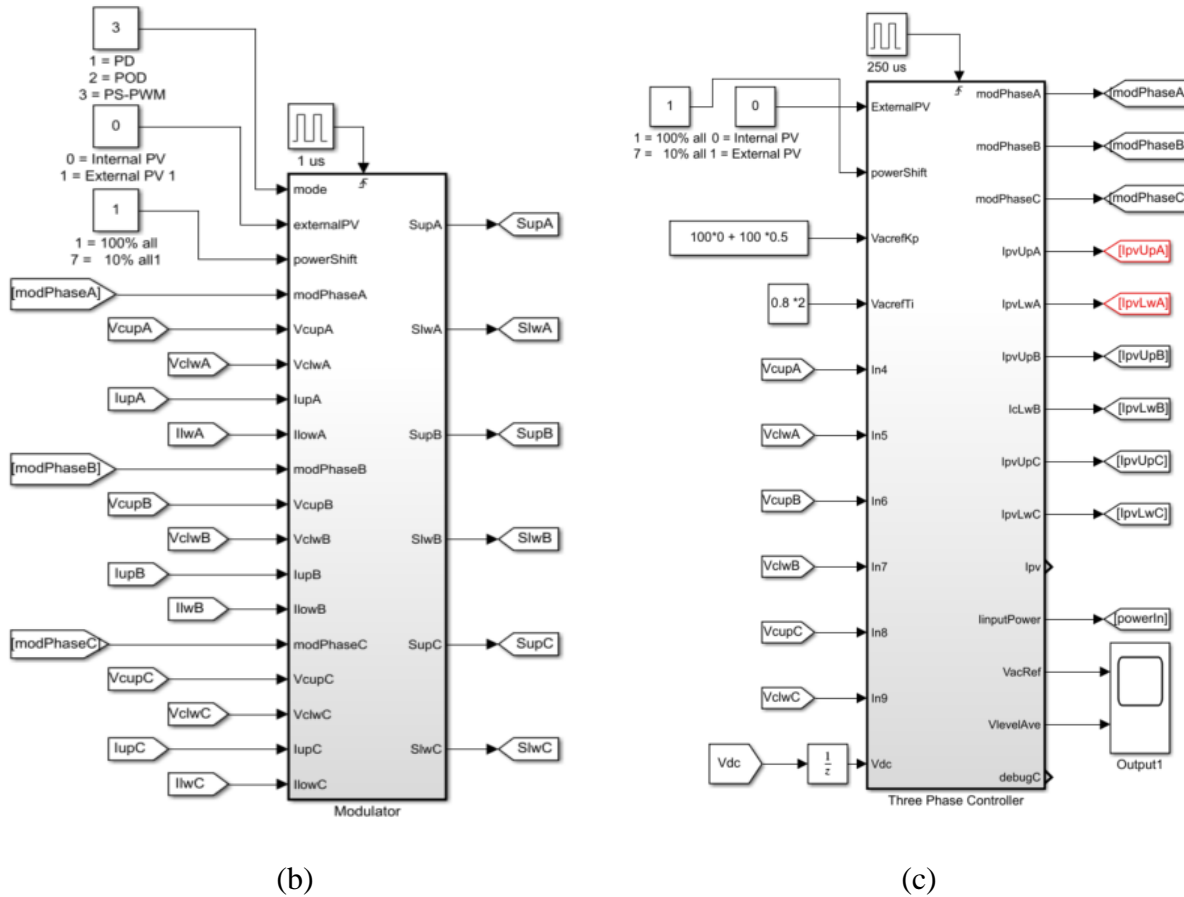 3
1 = PD
2 = POD
3 = PS-PWM
0
0 = Internal PV
1 = External PV 1
1
1 = 100% all
7 = 10% all1
1 us
[modPhaseA]
VcupA
VclwA
IupA
IlwA
[modPhaseB]
VcupB
VclwB
IupB
IlwB
[modPhaseC]
VcupC
VclwC
IupC
IlwC
mode
externalPV
powerShift
modPhaseA
VcupA
VclwA
IupA
IlowA
modPhaseB
VcupB
VclwB
IupB
IlowB
modPhaseC
VcupC
VclwC
IupC
IlowC
SupA
SlwA
SupB
SlwB
SupC
SlwC
SupA
SlwA
SupB
SlwB
SupC
SlwC
Modulator
(b)
250 us
1
1 = 100% all
7 = 10% all
0
0 = Internal PV
1 = External PV
100*0 + 100 *0.5
0.8 *2
VcupA
VclwA
VcupB
VclwB
VcupC
VclwC
Vdc
1
z
ExternalPV
powerShift
VacrefKp
VacrefTi
In4
In5
In6
In7
In8
In9
Vdc
modPhaseA
modPhaseB
modPhaseC
IpvUpA
IpvLwA
IpvUpB
IcLwB
IpvUpC
IpvLwC
Ipv
IinputPower
VacRef
VlevelAve
debugC
[modPhaseA
[modPhaseB
[modPhaseC
[IpvUpA]
[IpvLwA]
[IpvUpB]
[IpvLwB]
[IpvUpC]
[IpvLwC]
[powerIn]
Output1
Three Phase Controller
(c)